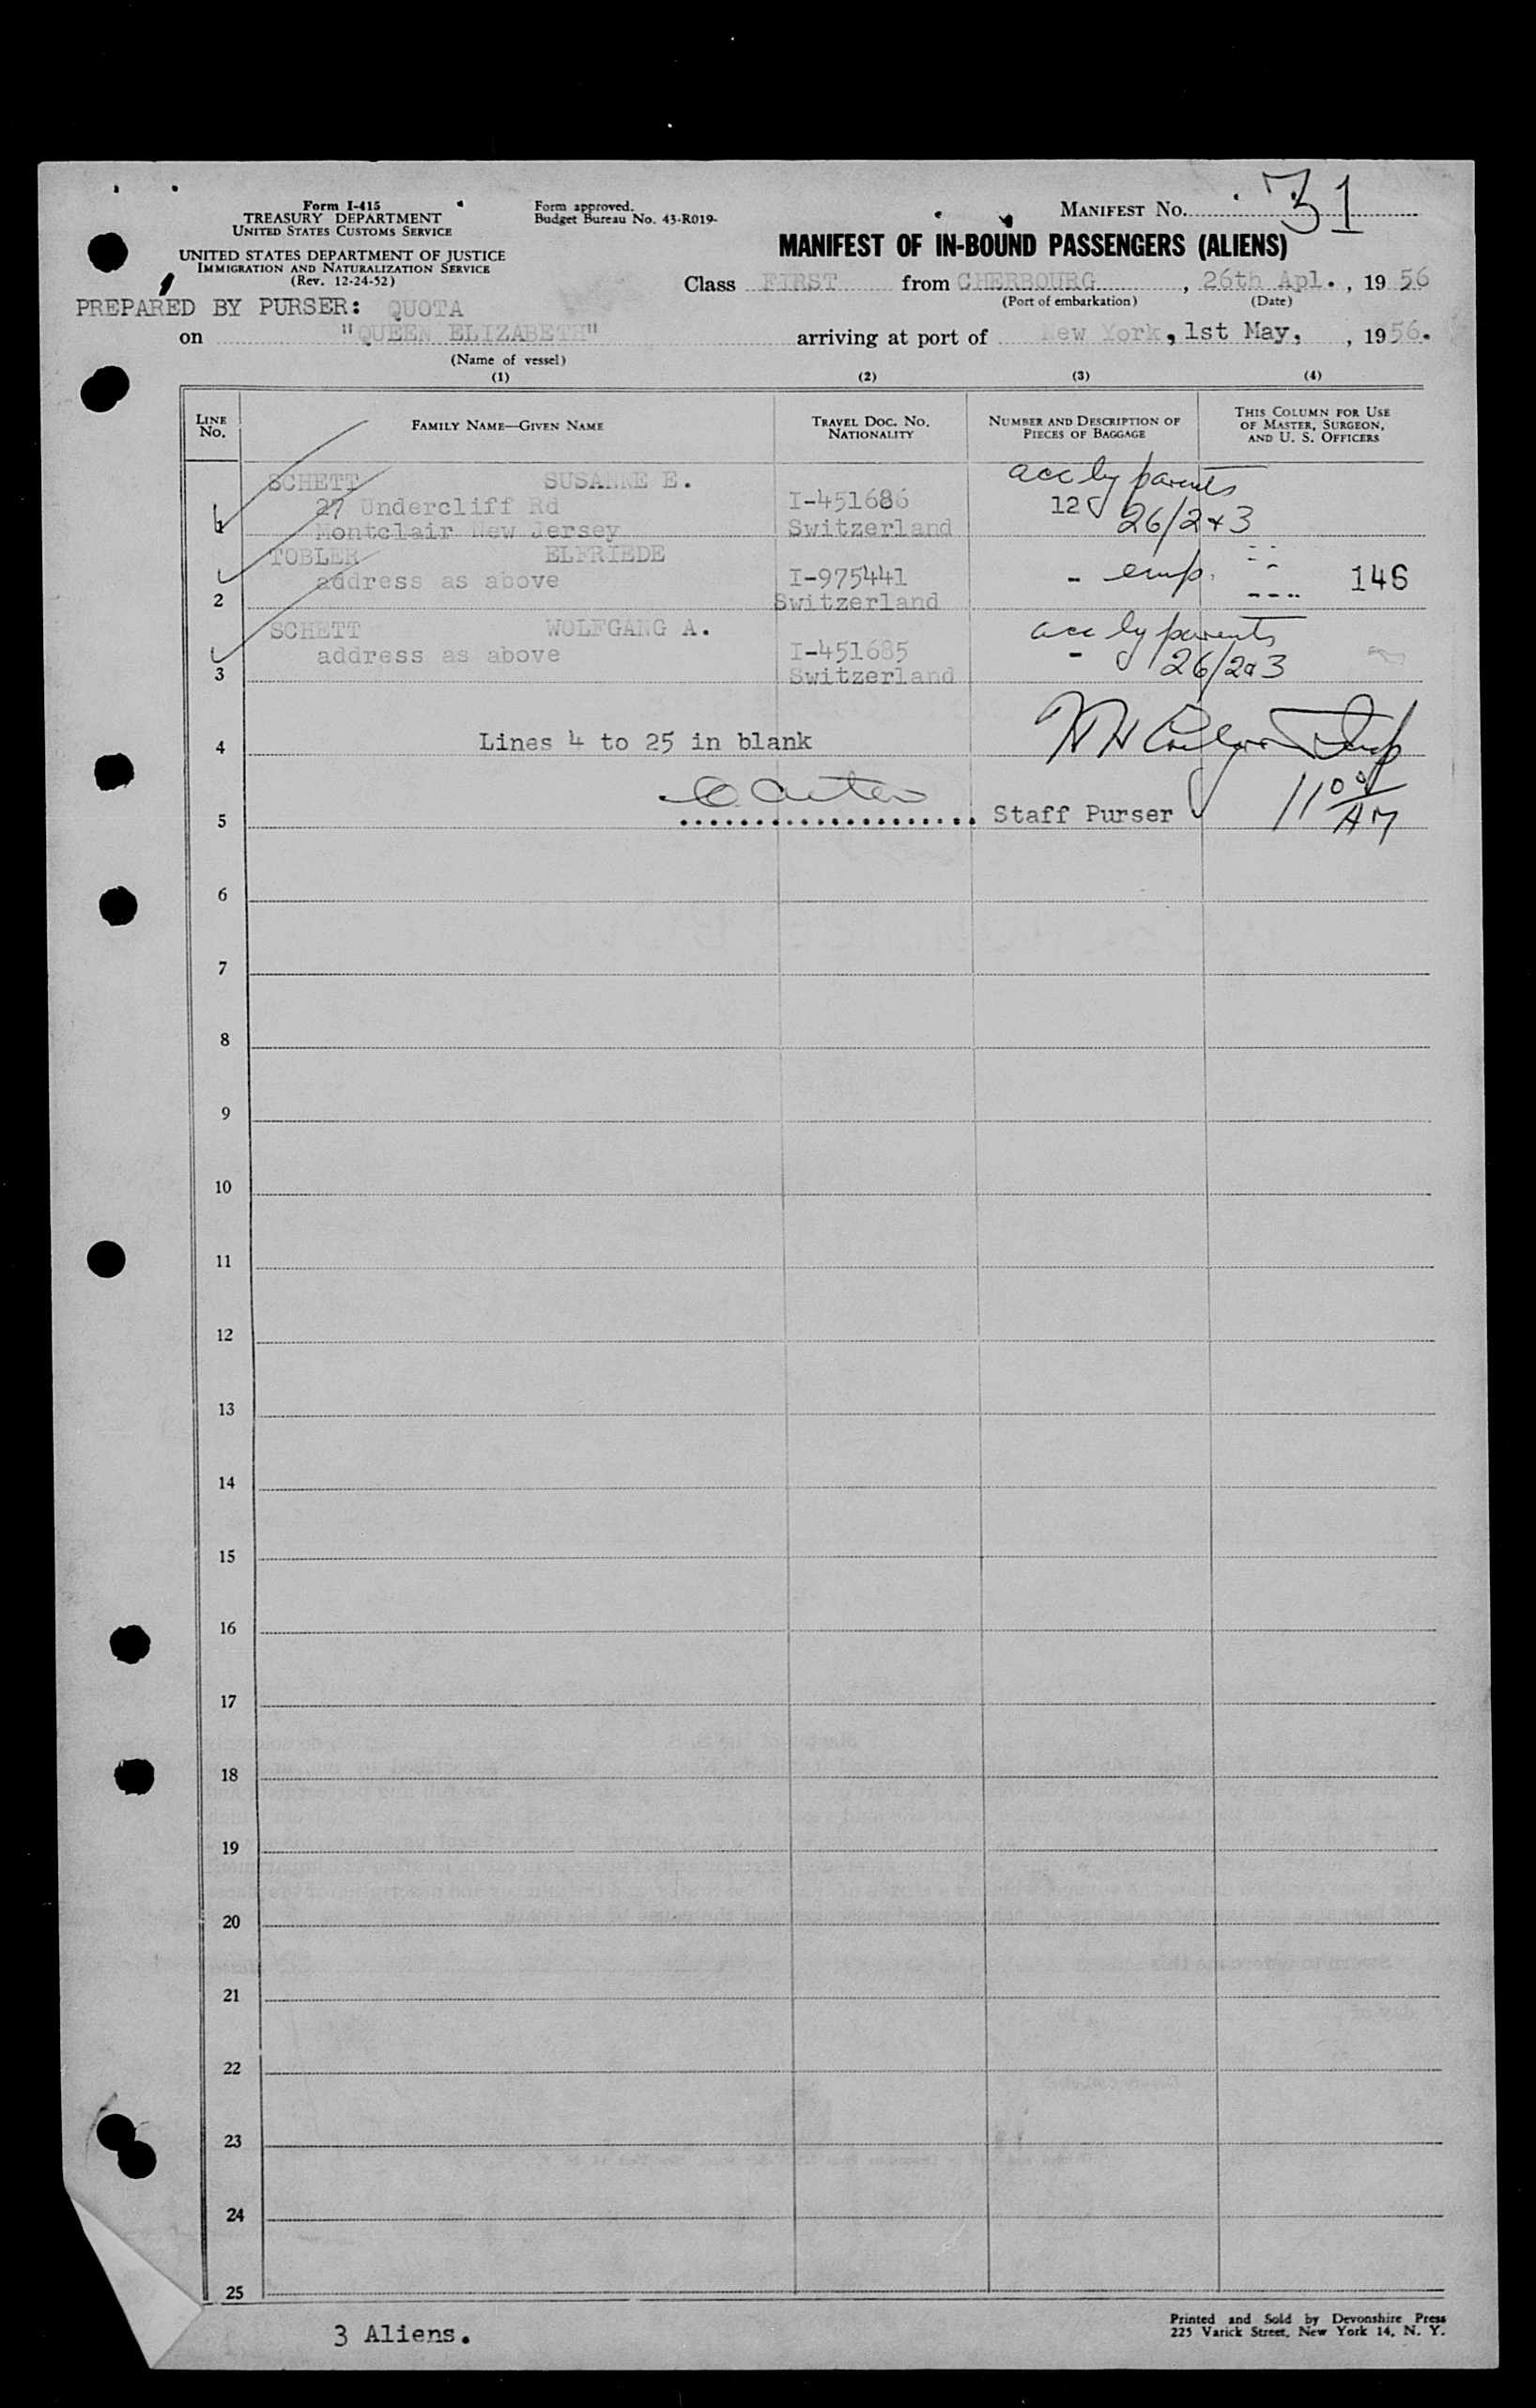 Form I-415
TREASURY DEPARTMENT
UNITED STATES CUSTOMS SERVICE
UNITED STATES DEPARTMENT OF JUSTICE
IMMIGRATION AND NATURALIZATION SERVICE
(Rev. 12-24-52)
Form approved.
Budget Bureau No. 43-R019-
MANIFEST NO. 31
MANIFEST OF IN-BOUND PASSENGERS (ALIENS)
Class FIRST from CHERBOURG, 26th Apl., 1956
(Port of embarkation) (Date)
PREPARED BY PURSER: QUOTA
on "QUEEN ELIZABETH" arriving at port of New York, 1st May, , 1956.
(Name of vessel)
(1) (2) (3) (4)
LINE No. FAMILY NAME—GIVEN NAME TRAVEL DOC. NO. NATIONALITY NUMBER AND DESCRIPTION OF PIECES OF BAGGAGE THIS COLUMN FOR USE OF MASTER, SURGEON, AND U. S. OFFICERS
SCHETT SUSANNE E. acc by parents
27 Undercliff Rd I-451686 12 26/2+3
1 Montclair New Jersey Switzerland
TOBLER ELFRIEDE
address as above I-975441 - emp. 146
2 Switzerland
SCHETT WOLFGANG A. acc by parents
address as above I-451685 - 26/2+3
3 Switzerland
4 Lines 4 to 25 in blank
5 Staff Purser 11 00 AM
6
7
8
9
10
11
12
13
14
15
16
17
18
19
20
21
22
23
24
25
3 Aliens.
Printed and Sold by Devonshire Press
225 Varick Street, New York 14, N. Y.